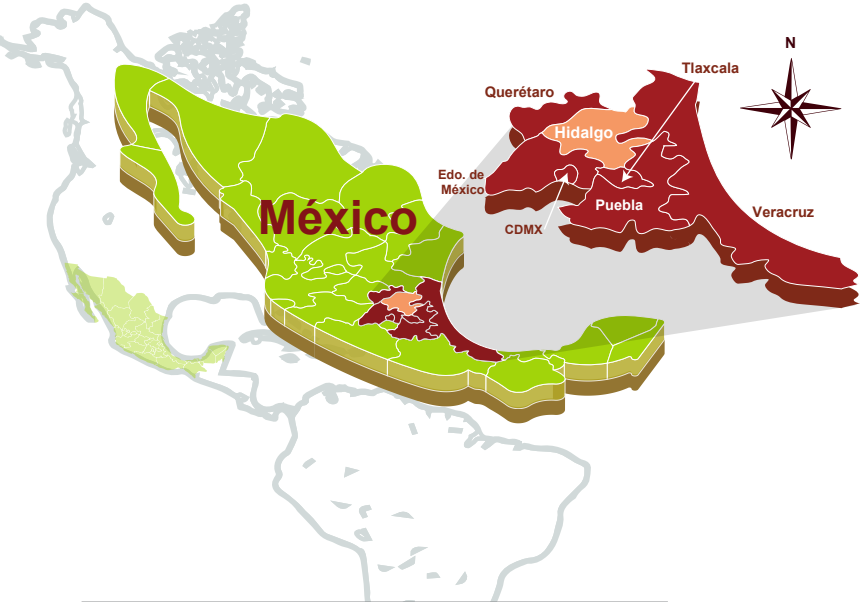 N
Tlaxcala
Querétaro
Hidalgo
Edo. de
México
Puebla
Veracruz
CDMX
México